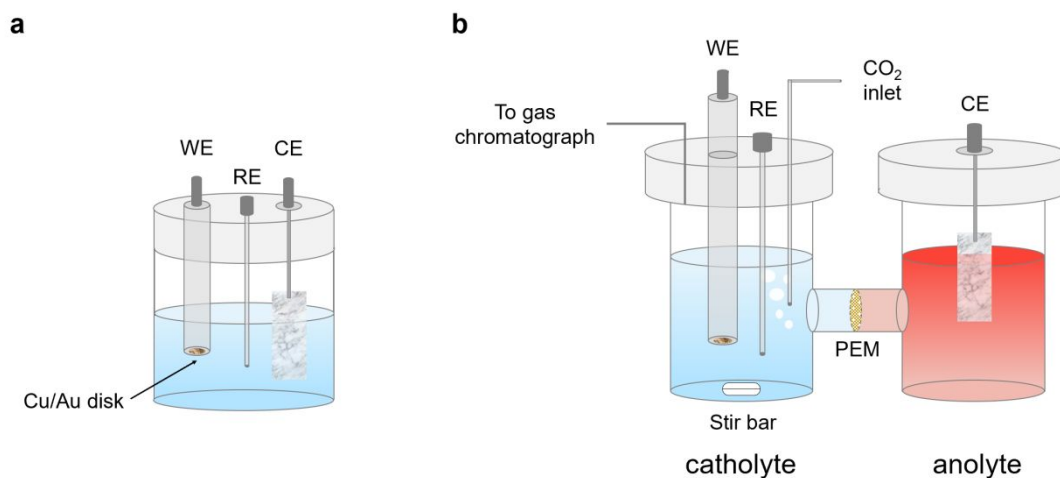 a
WE
RE
CE
Cu/Au disk
b
WE
To gas
chromatograph
RE
CO₂
inlet
CE
PEM
Stir bar
catholyte
anolyte